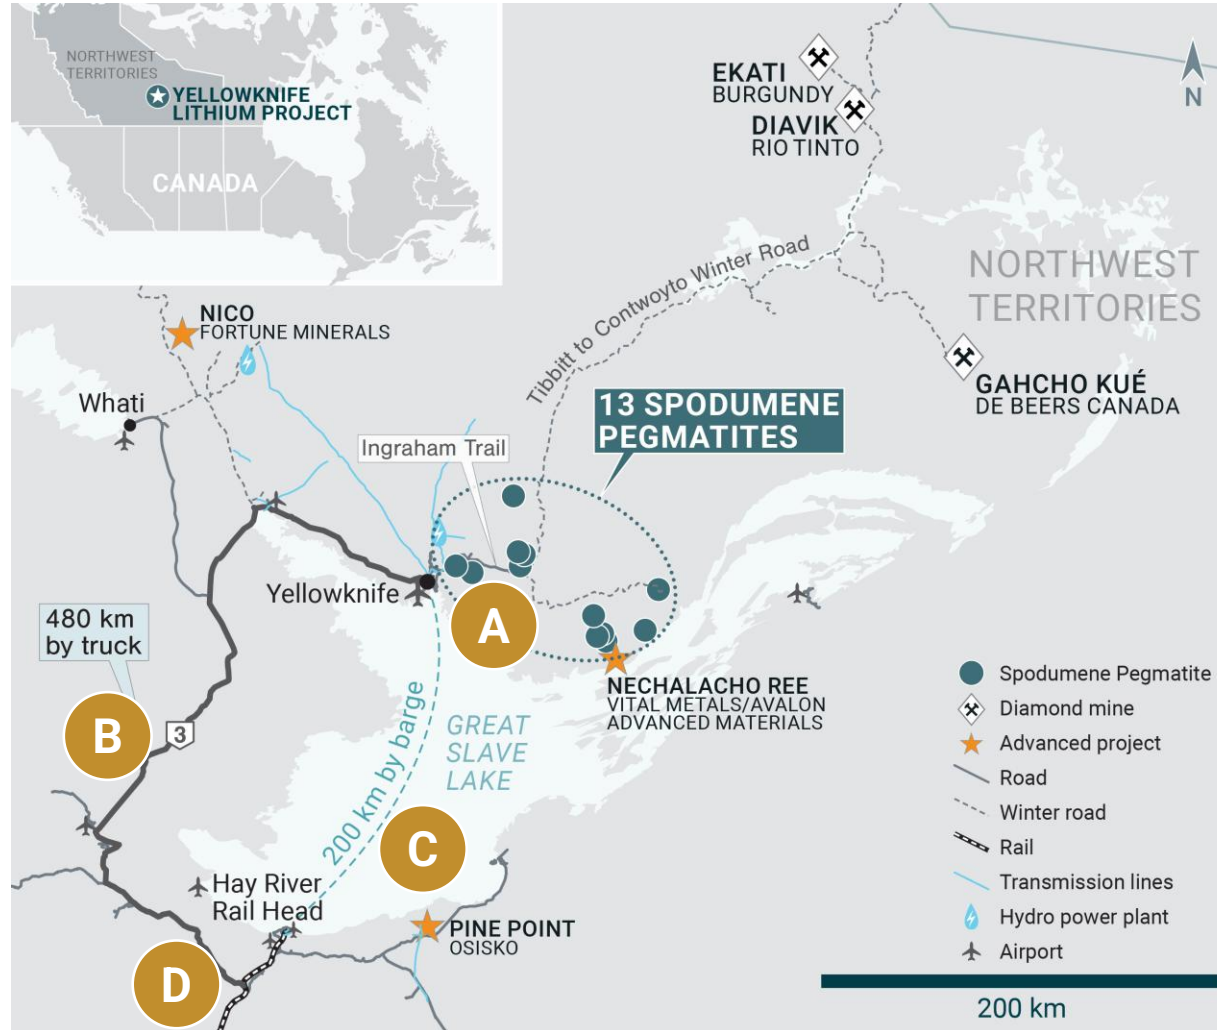 NORTHWEST
TERRITORIES
YELLOWKNIFE
LITHIUM PROJECT
CANADA
EKATI
BURGUNDY
DIAVIK
RIO TINTO
N
Tibbitt to Contwoyto Winter Road
NORTHWEST
TERRITORIES
NICO
FORTUNE MINERALS
GAHCHO KUÉ
DE BEERS CANADA
Whati
13 SPODUMENE
PEGMATITES
Ingraham Trail
Yellowknife
A
480 km
by truck
B
3
NECHALACHO REE
VITAL METALS/AVALON
ADVANCED MATERIALS
GREAT
SLAVE
LAKE
200 km by barge
C
Hay River
Rail Head
PINE POINT
OSISKO
D
Spodumene Pegmatite
Diamond mine
Advanced project
Road
Winter road
Rail
Transmission lines
Hydro power plant
Airport
200 km